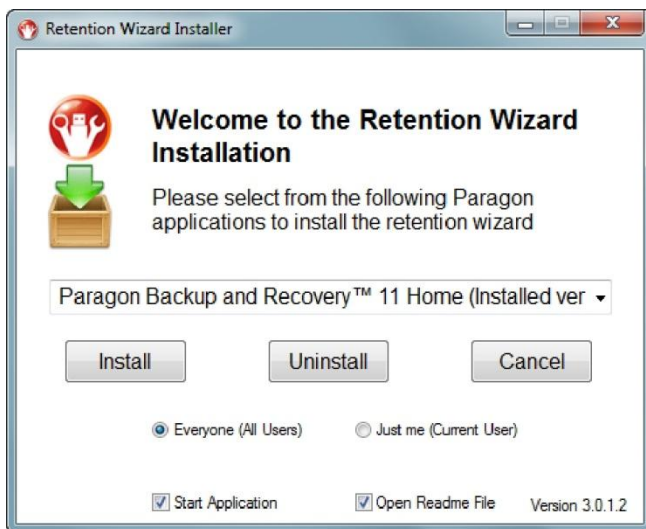 Retention Wizard Installer
Welcome to the Retention Wizard
Installation
Please select from the following Paragon
applications to install the retention wizard
Paragon Backup and Recovery™ 11 Home (Installed ver
Install Uninstall Cancel
Everyone (All Users) Just me (Current User)
Start Application Open Readme File Version 3.0.1.2